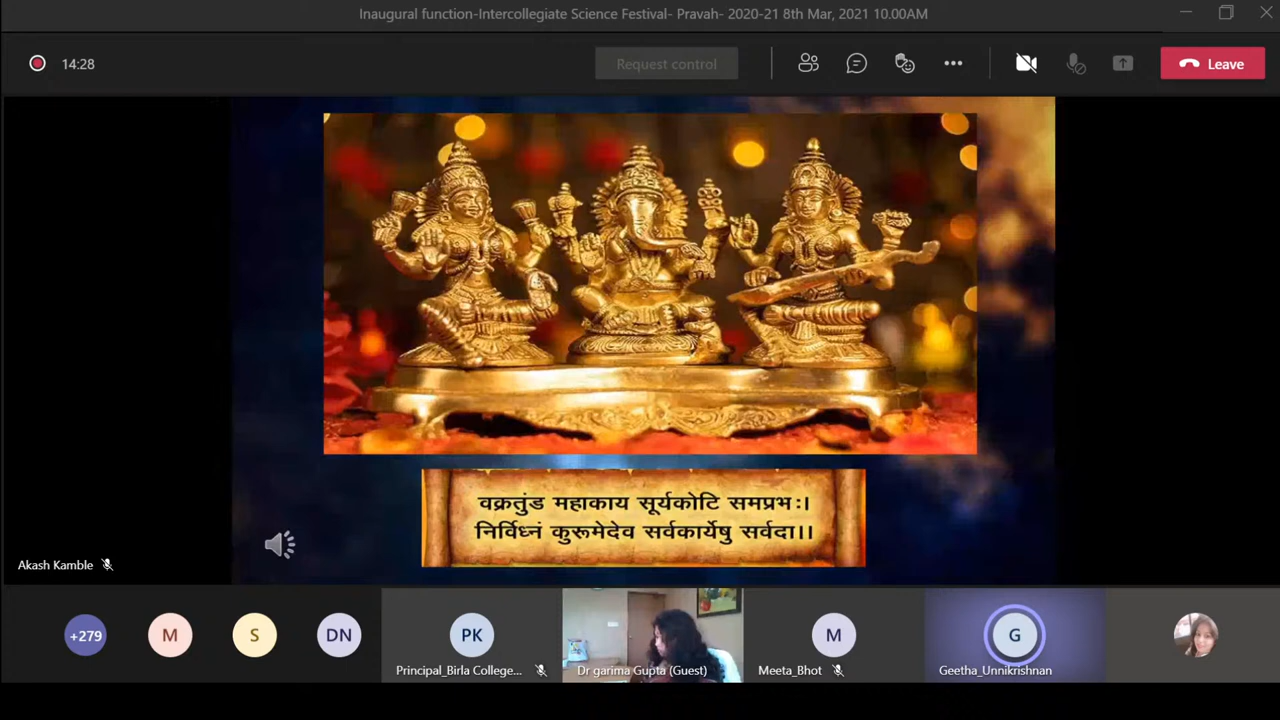 Inaugural function-Intercollegiate Science Festival- Pravah- 2020-21 8th Mar, 2021 10.00AM
14:28
Request control
Leave
वक्रतुंड महाकाय सूर्यकोटि समप्रभः।
निर्विध्नं कुरूमेदेव सर्वकार्येषु सर्वदा।।
Akash Kamble
+279
M
S
DN
PK
M
G
Principal_Birla College...
Dr garima Gupta (Guest)
Meeta_Bhot
Geetha_Unnikrishnan